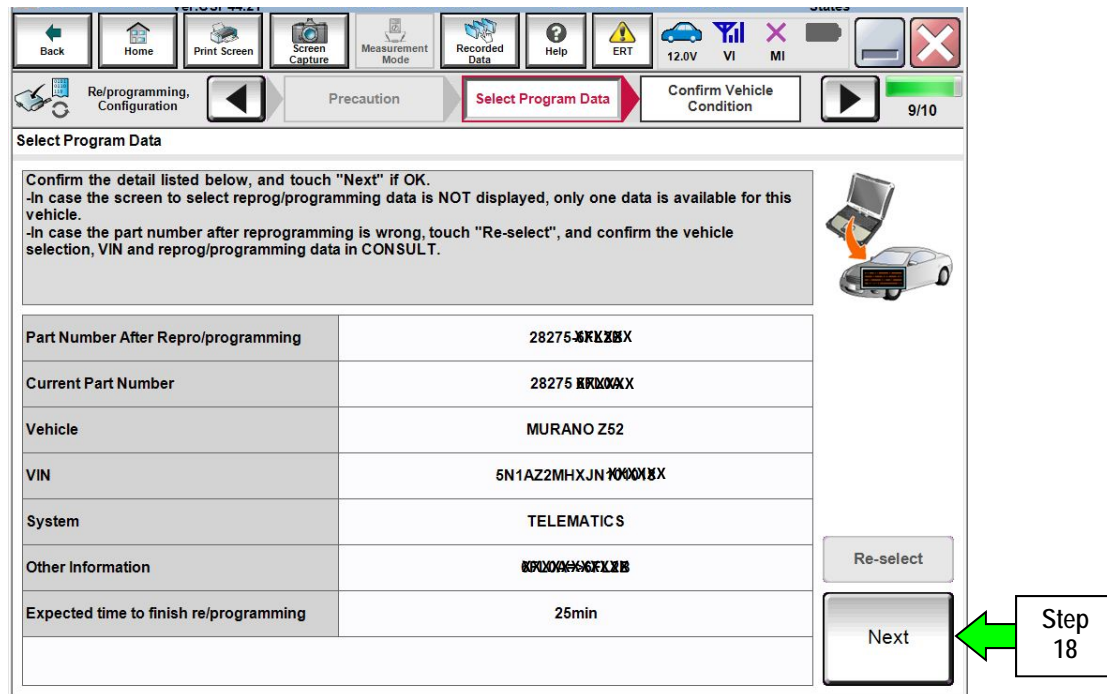 Back
Home
Print Screen
Screen
Capture
Measurement
Mode
Recorded
Data
Help
ERT
12.0V
VI
MI
Re/programming,
Configuration
Precaution
Select Program Data
Confirm Vehicle
Condition
9/10
Select Program Data
Confirm the detail listed below, and touch "Next" if OK.
-In case the screen to select reprog/programming data is NOT displayed, only one data is available for this
vehicle.
-In case the part number after reprogramming is wrong, touch "Re-select", and confirm the vehicle
selection, VIN and reprog/programming data in CONSULT.
Part Number After Repro/programming
28275-
Current Part Number
28275
Vehicle
MURANO Z52
VIN
5N1AZ2MHXJN
System
TELEMATICS
Other Information
Expected time to finish re/programming
25min
Re-select
Next
Step
18